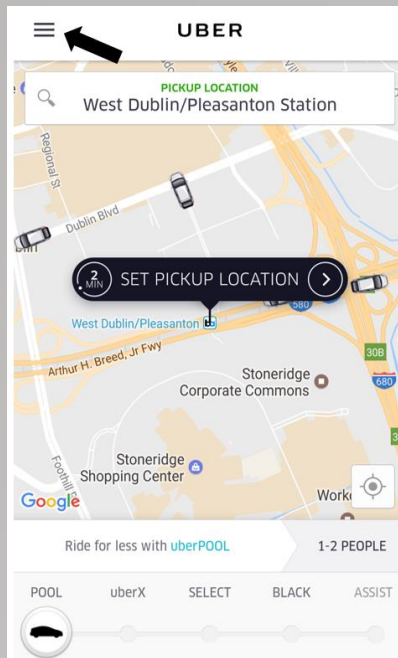 UBER
PICKUP LOCATION
West Dublin/Pleasanton Station
Regional St
Dublin Blvd
2
MIN
SET PICKUP LOCATION
580
West Dublin/Pleasanton
Arthur H. Breed, Jr Fwy
30B
680
Stoneridge
Corporate Commons
Foothill
Stoneridge
Shopping Center
Google
Ride for less with uberPOOL
1-2 PEOPLE
POOL
uberX
SELECT
BLACK
ASSIST